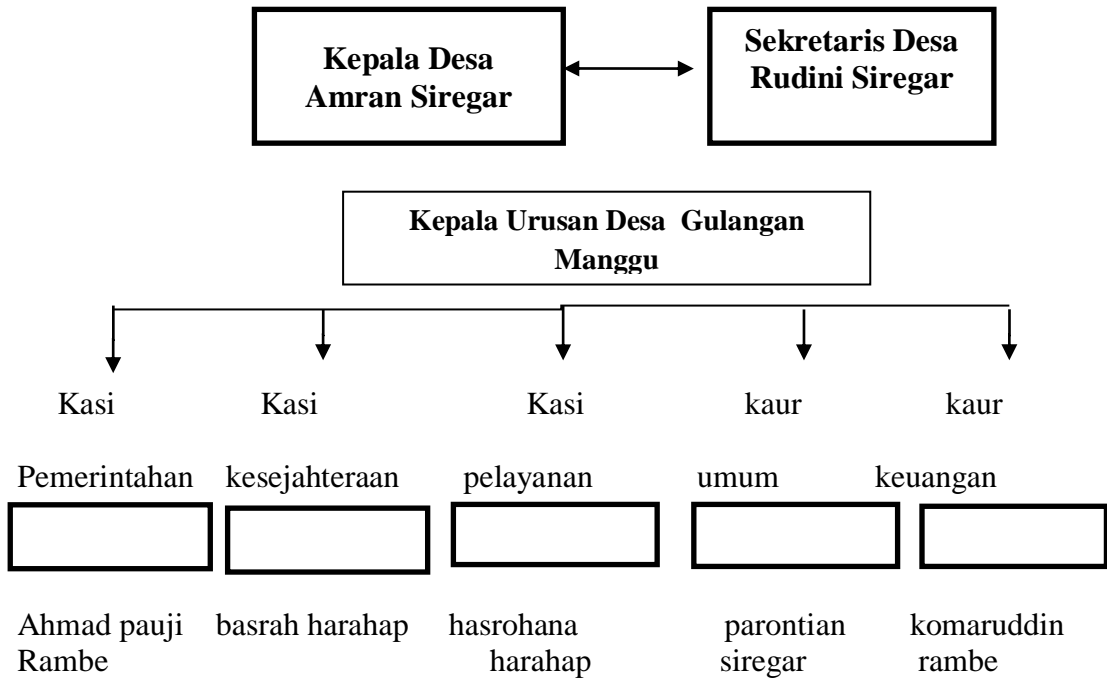 Kepala Desa
Amran Siregar
Sekretaris Desa
Rudini Siregar
Kepala Urusan Desa Gulangan
Manggu
Kasi Kasi Kasi kaur kaur
Pemerintahan kesejahteraan pelayanan umum keuangan
Ahmad pauji basrah harahap hasrohana parontian komaruddin
Rambe harahap siregar rambe